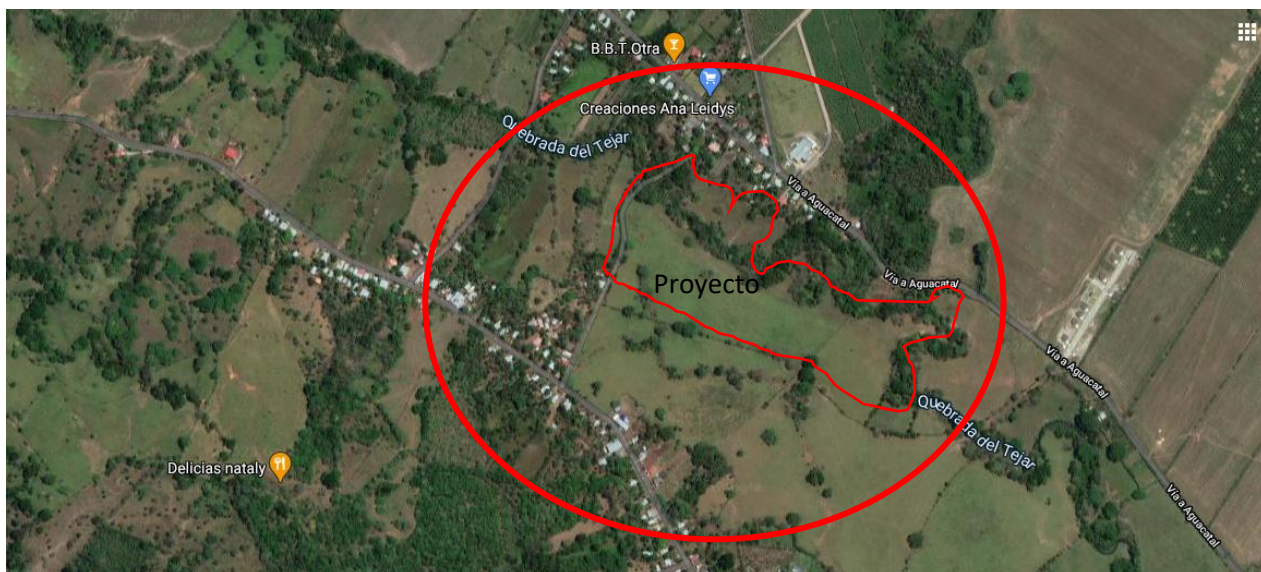 B.B.T.Otra
Creaciones Ana Leidys
Quebrada del Tejar
Vía a Aguacatal
Proyecto
Vía a Aguacatal
Vía a Aguacatal
Quebrada del Tejar
Delicias nataly
Vía a Aguacatal